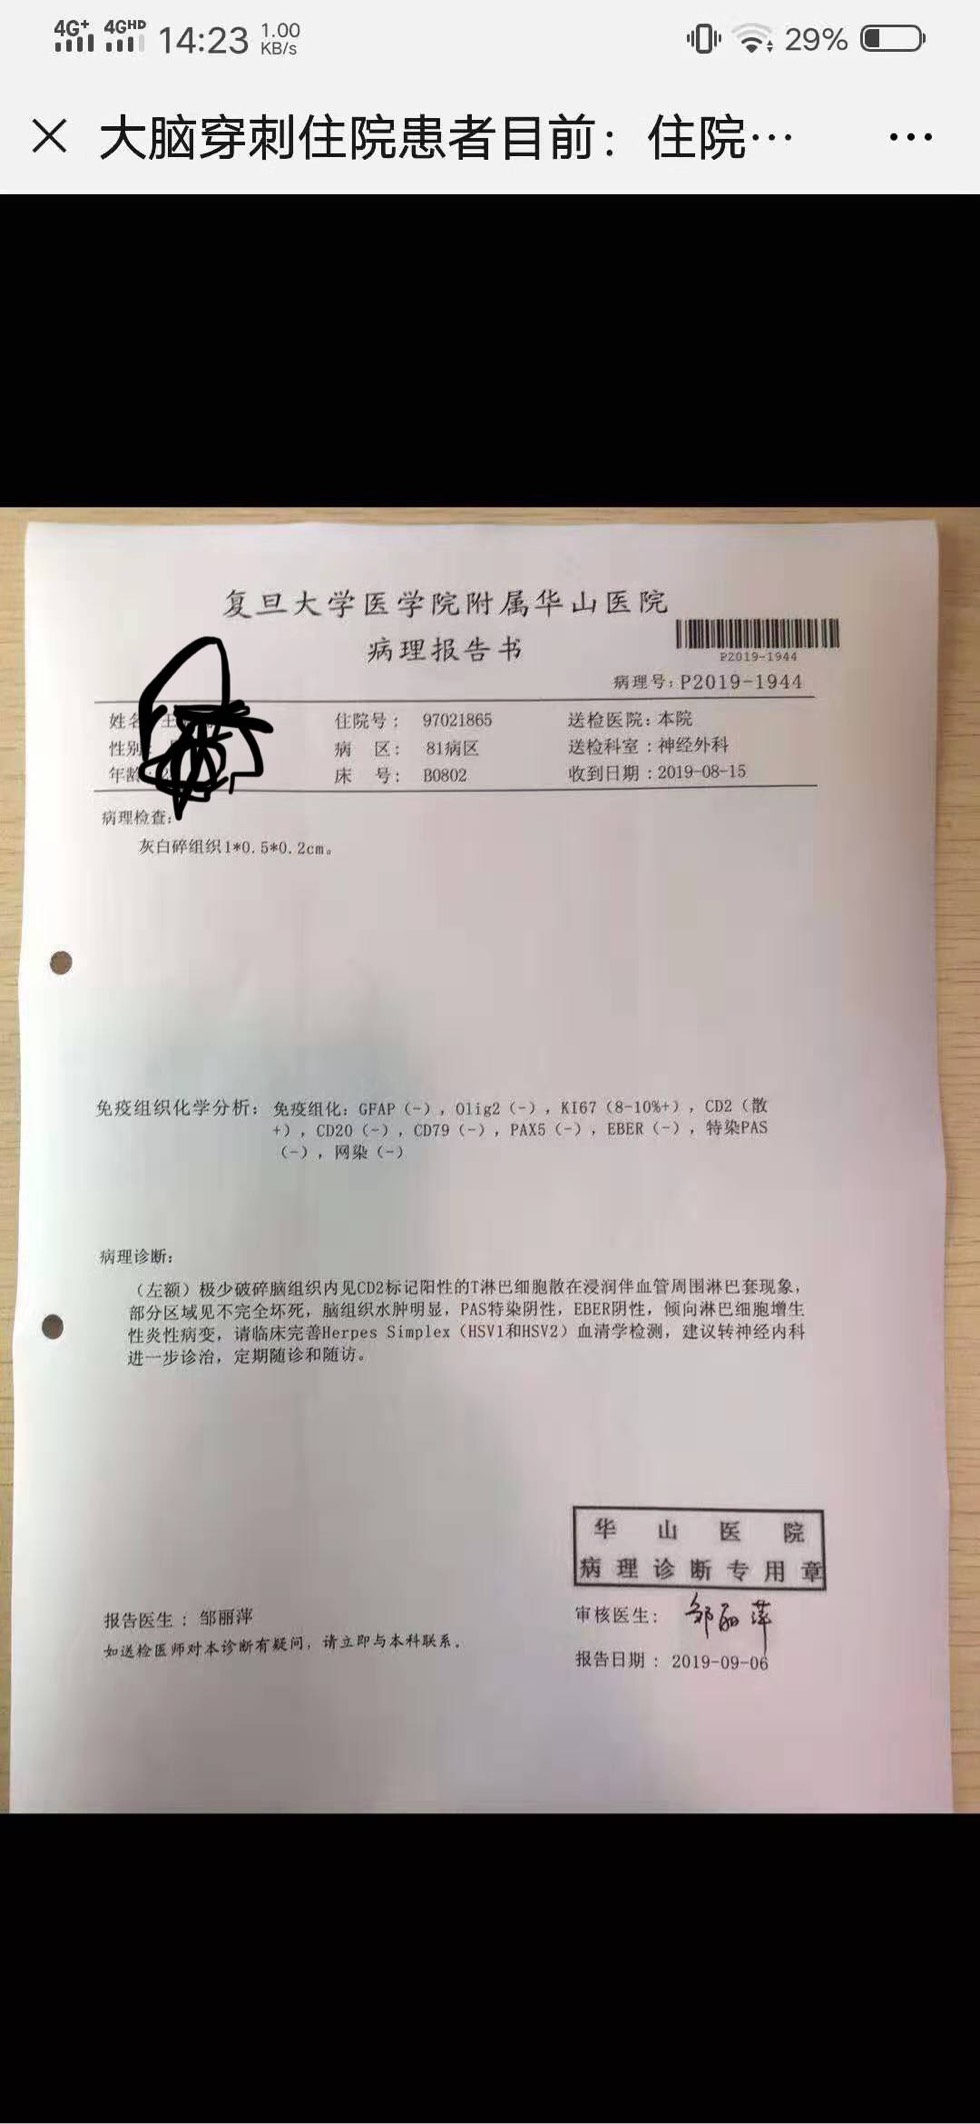 4G+ 4GHD 14:23 1.00 KB/s 29%
大脑穿刺住院患者目前：住院…
复旦大学医学院附属华山医院
病理报告书
P2019-1944
病理号：P2019-1944
姓名 住院号： 97021865 送检医院：本院
性别 病 区： 81病区 送检科室：神经外科
年龄 床 号： B0802 收到日期：2019-08-15
病理检查：
灰白碎组织1*0.5*0.2cm。
免疫组织化学分析：免疫组化：GFAP（-），Olig2（-），KI67（8-10%+），CD2（散
+），CD20（-），CD79（-），PAX5（-），EBER（-），特染PAS
（-），网染（-）
病理诊断：
（左额）极少破碎脑组织内见CD2标记阳性的T淋巴细胞散在浸润伴血管周围淋巴套现象，
部分区域见不完全坏死，脑组织水肿明显，PAS特染阴性，EBER阴性，倾向淋巴细胞增生
性炎性病变，请临床完善Herpes Simplex（HSV1和HSV2）血清学检测，建议转神经内科
进一步诊治，定期随诊和随访。
华山医院
病理诊断专用章
报告医生：邹丽萍 审核医生：邹丽萍
如送检医师对本诊断有疑问，请立即与本科联系。
报告日期：2019-09-06